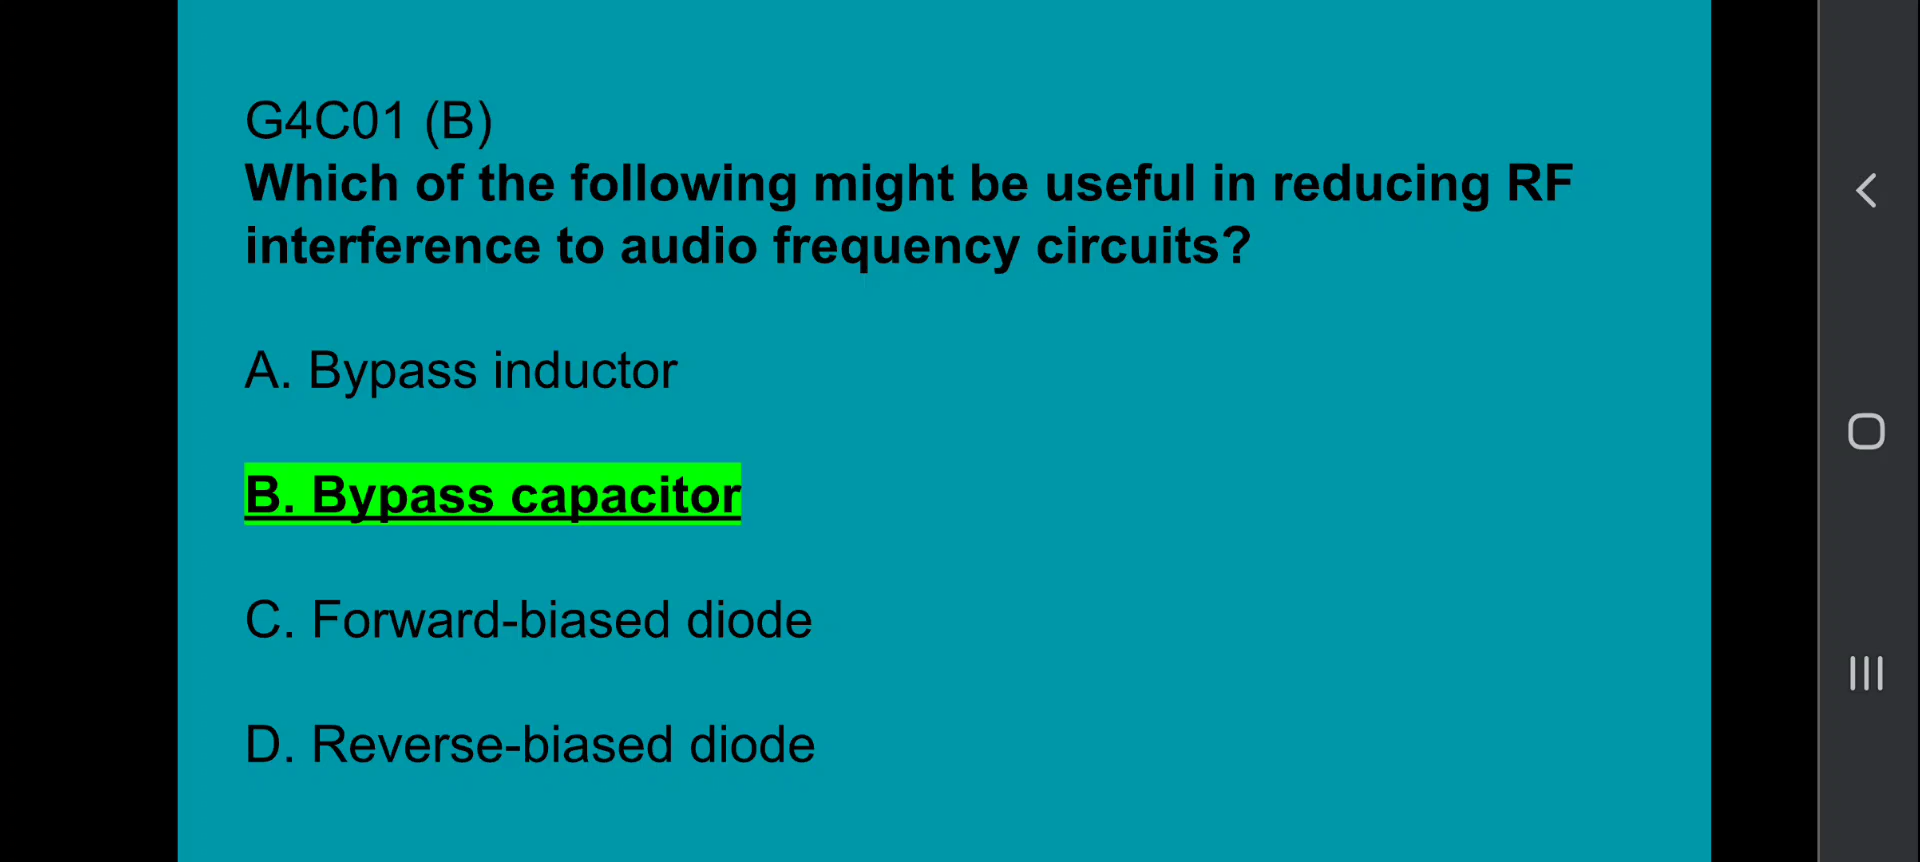 G4C01 (B)
Which of the following might be useful in reducing RF
interference to audio frequency circuits?
A. Bypass inductor
B. Bypass capacitor
C. Forward-biased diode
D. Reverse-biased diode